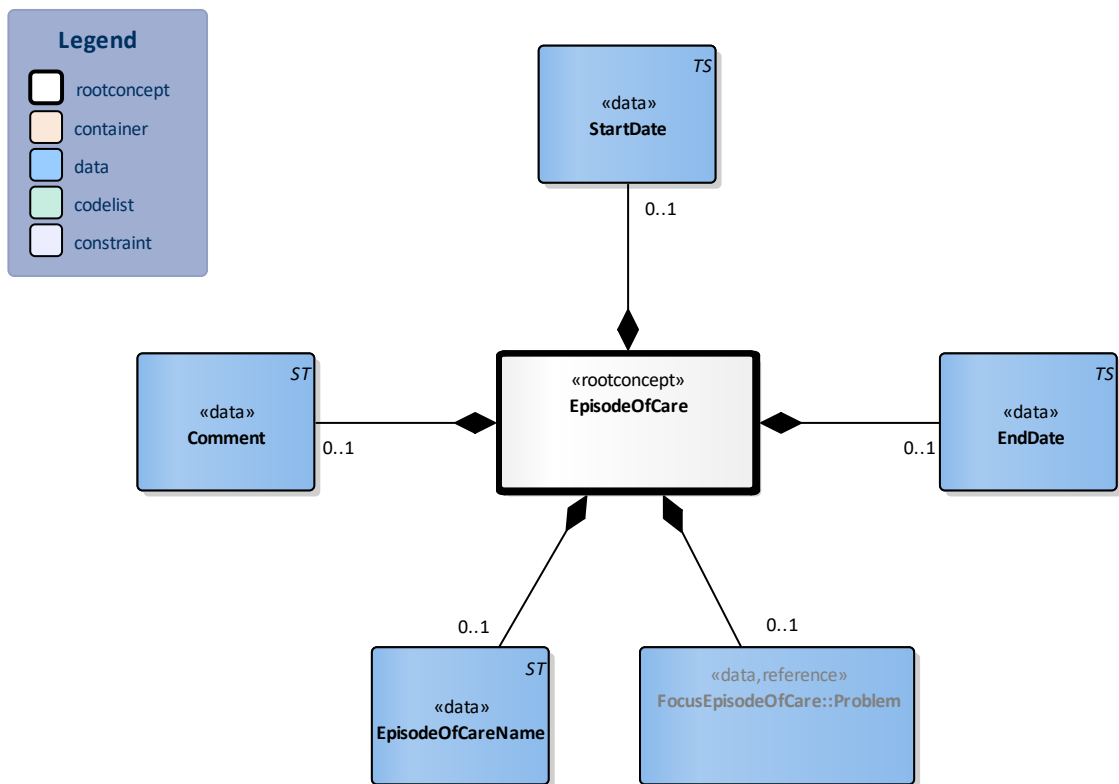 Legend
rootconcept
container
data
codelist
constraint
TS
«data»
StartDate
0..1
ST
«data»
Comment
0..1
«rootconcept»
EpisodeOfCare
TS
«data»
EndDate
0..1
0..1
ST
«data»
EpisodeOfCareName
0..1
«data,reference»
FocusEpisodeOfCare::Problem